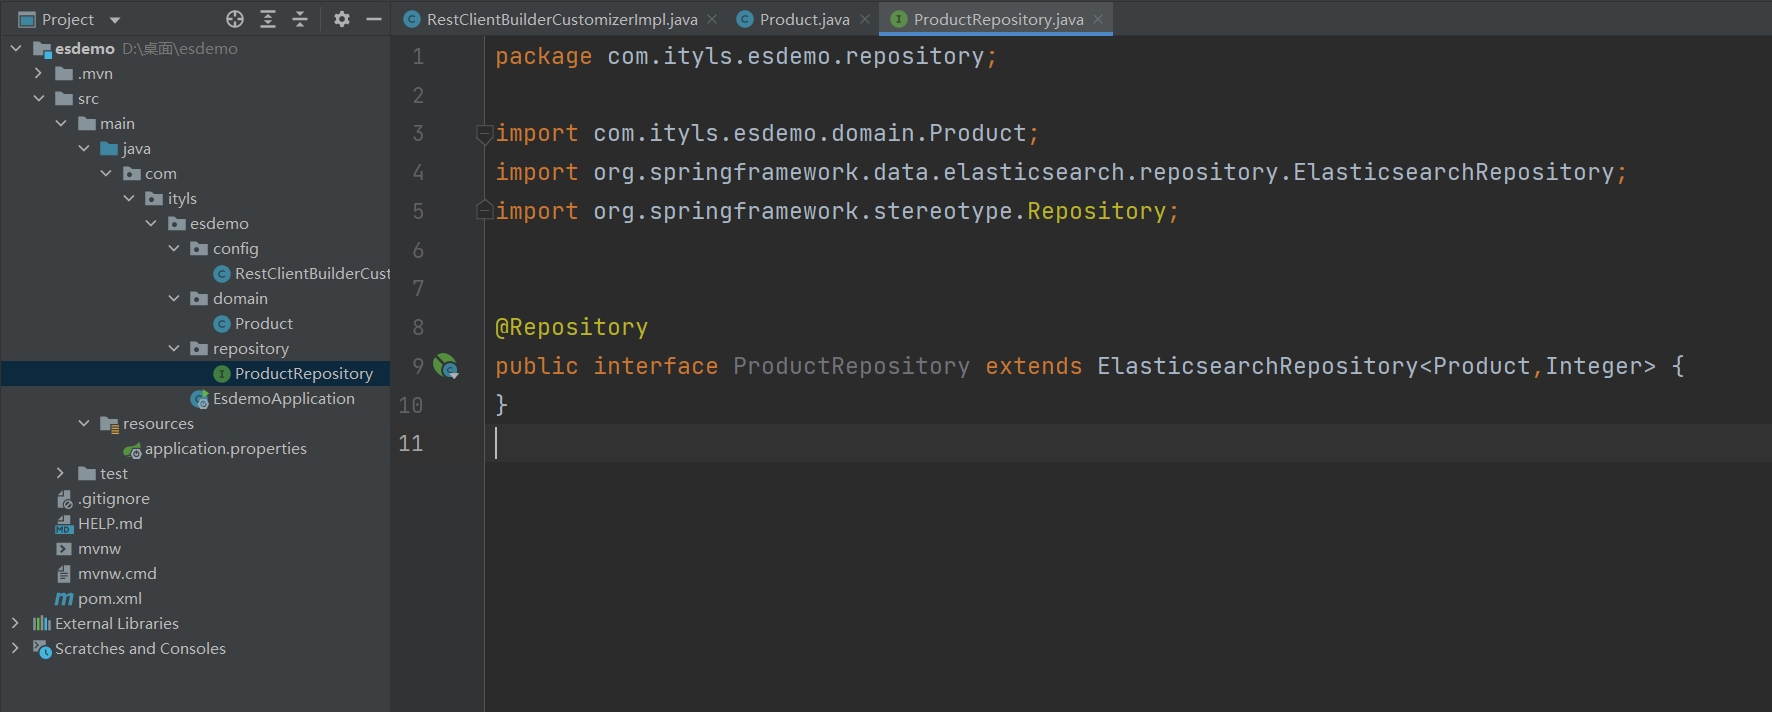 Project
esdemo D:\桌面\esdemo
.mvn
src
main
java
com
ityls
esdemo
config
RestClientBuilderCust
domain
Product
repository
ProductRepository
EsdemoApplication
resources
application.properties
test
.gitignore
HELP.md
mvnw
mvnw.cmd
pom.xml
External Libraries
Scratches and Consoles
RestClientBuilderCustomizerImpl.java
Product.java
ProductRepository.java
1 package com.ityls.esdemo.repository;
2
3 import com.ityls.esdemo.domain.Product;
4 import org.springframework.data.elasticsearch.repository.ElasticsearchRepository;
5 import org.springframework.stereotype.Repository;
6
7
8 @Repository
9 public interface ProductRepository extends ElasticsearchRepository<Product,Integer> {
10 }
11